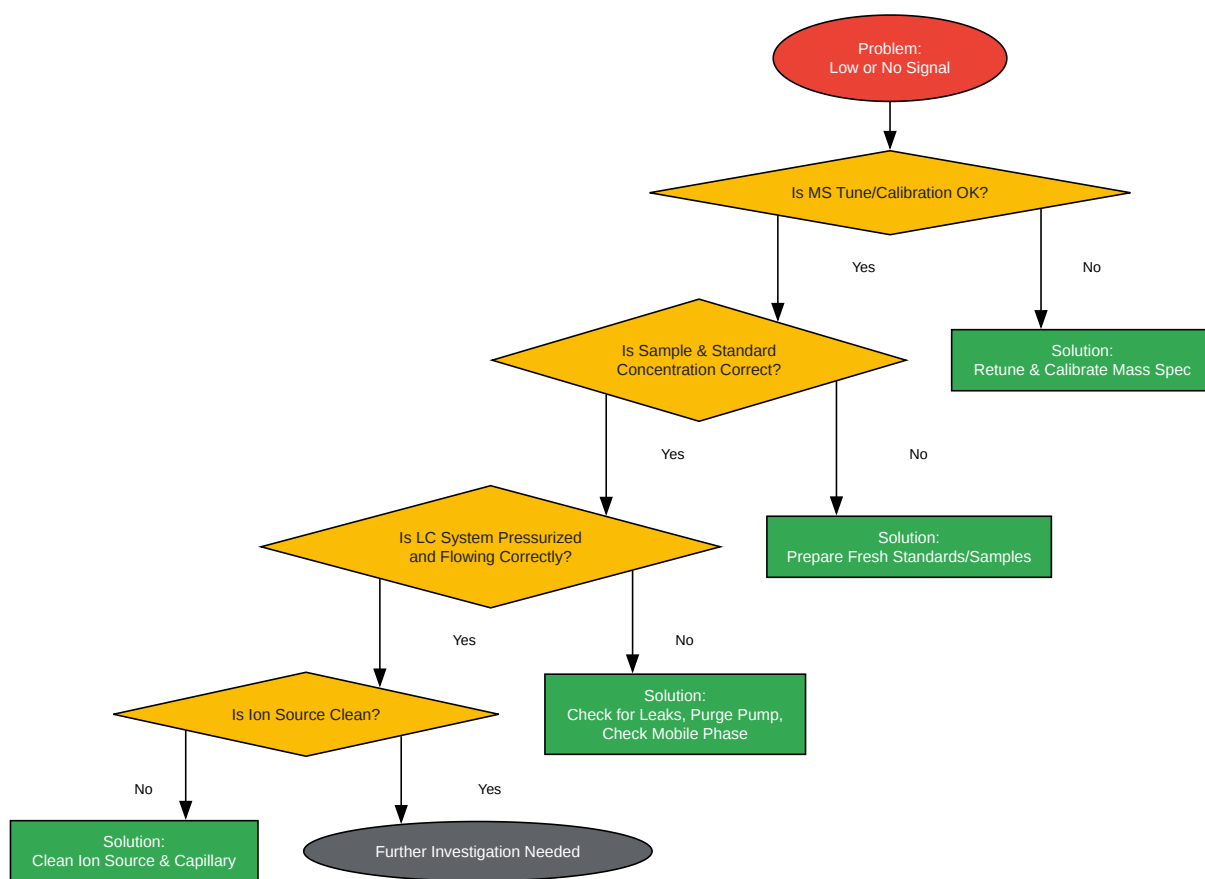 Problem:
Low or No Signal
Is MS Tune/Calibration OK?
Yes
No
Is Sample & Standard
Concentration Correct?
Solution:
Retune & Calibrate Mass Spec
Yes
No
Is LC System Pressurized
and Flowing Correctly?
Solution:
Prepare Fresh Standards/Samples
Yes
No
Is Ion Source Clean?
Solution:
Check for Leaks, Purge Pump,
Check Mobile Phase
No
Yes
Solution:
Clean Ion Source & Capillary
Further Investigation Needed